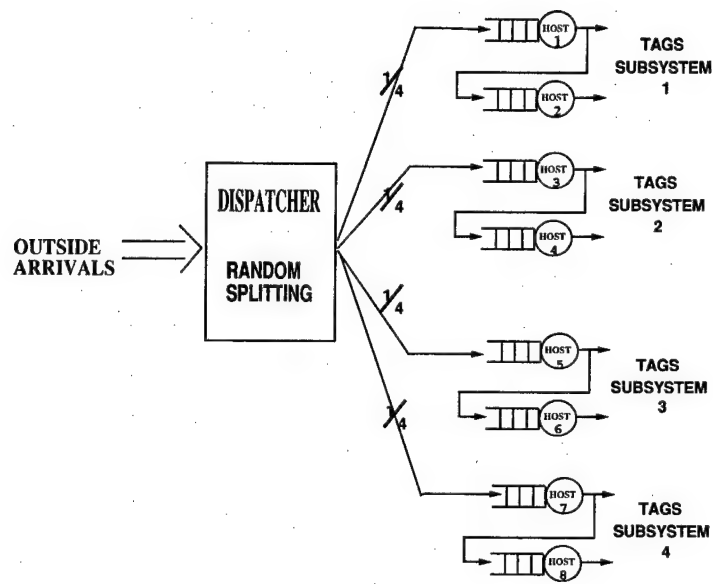 HOST
1
TAGS
SUBSYSTEM
1
1/4
HOST
2
HOST
3
TAGS
SUBSYSTEM
2
1/4
HOST
4
DISPATCHER
RANDOM
SPLITTING
OUTSIDE
ARRIVALS
1/4
HOST
5
TAGS
SUBSYSTEM
3
HOST
6
1/4
HOST
7
TAGS
SUBSYSTEM
4
HOST
8